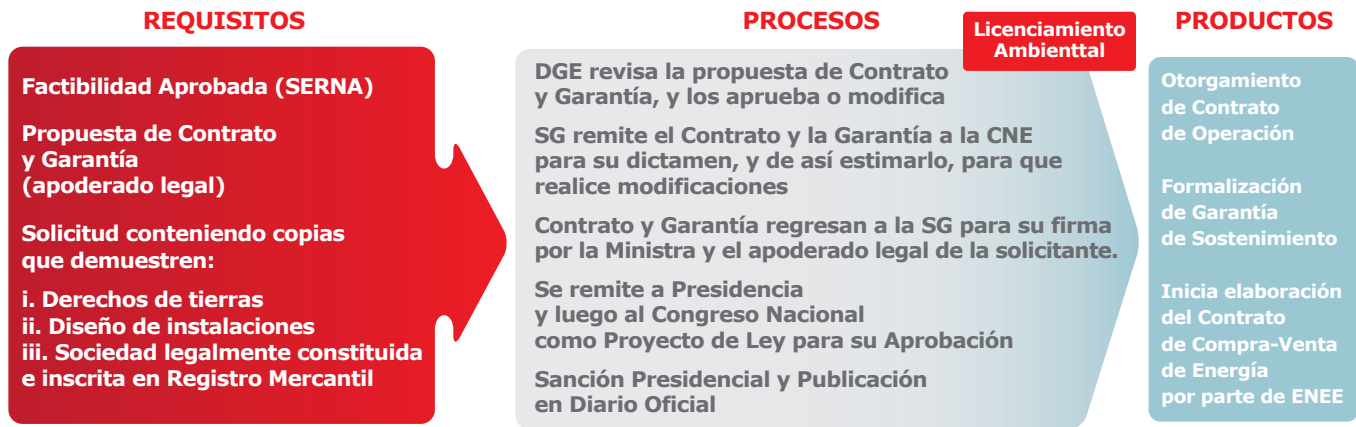 REQUISITOS
Factibilidad Aprobada (SERNA)
Propuesta de Contrato
y Garantía
(apoderado legal)
Solicitud conteniendo copias
que demuestren:
i. Derechos de tierras
ii. Diseño de instalaciones
iii. Sociedad legalmente constituida
e inscrita en Registro Mercantil
PROCESOS
Licenciamiento
Ambienttal
DGE revisa la propuesta de Contrato
y Garantía, y los aprueba o modifica
SG remite el Contrato y la Garantía a la CNE
para su dictamen, y de así estimarlo, para que
realice modificaciones
Contrato y Garantía regresan a la SG para su firma
por la Ministra y el apoderado legal de la solicitante.
Se remite a Presidencia
y luego al Congreso Nacional
como Proyecto de Ley para su Aprobación
Sanción Presidencial y Publicación
en Diario Oficial
PRODUCTOS
Otorgamiento
de Contrato
de Operación
Formalización
de Garantía
de Sostenimiento
Inicia elaboración
del Contrato
de Compra-Venta
de Energía
por parte de ENEE